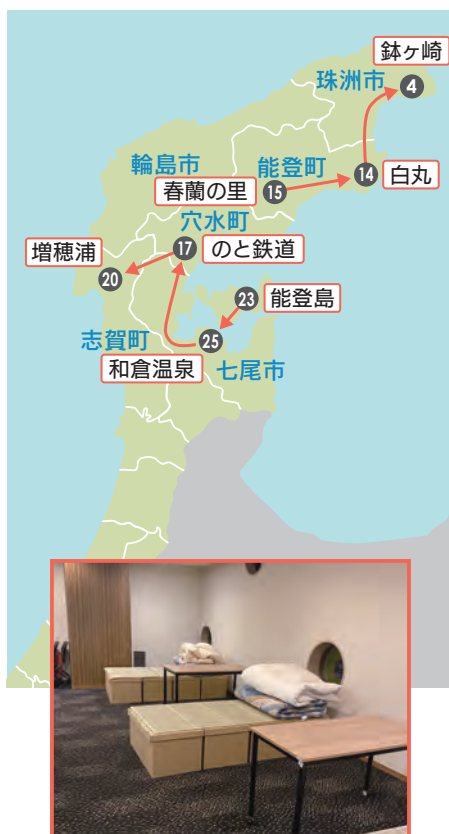 鉢ヶ崎
珠洲市
4
輪島市
能登町
春蘭の里
15
14
白丸
穴水町
増穂浦
17
のと鉄道
20
23
能登島
志賀町
25
和倉温泉
七尾市